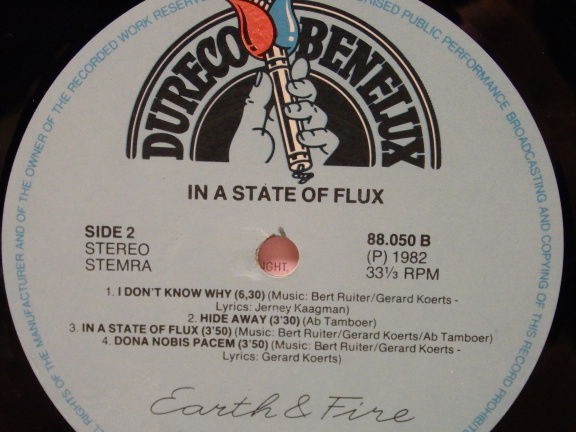 DURECO BENELUX
IN A STATE OF FLUX
SIDE 2
STEREO
STEMRA
88.050 B
(P) 1982
33⅓ RPM
IGHT.
1. I DON'T KNOW WHY (6,30) (Music: Bert Ruiter/Gerard Koerts -
Lyrics: Jerney Kaagman)
2. HIDE AWAY (3'30) (Ab Tamboer)
3. IN A STATE OF FLUX (3'50) (Music: Bert Ruiter/Gerard Koerts/Ab Tamboer)
4. DONA NOBIS PACEM (3'50) (Music: Bert Ruiter/Gerard Koerts -
Lyrics: Gerard Koerts)
Earth & Fire
RIGHTS OF THE MANUFACTURER AND OF THE OWNER OF THE RECORDED WORK RESERVED
PUBLIC PERFORMANCE BROADCASTING AND COPYING OF THIS RECORD PROHIBITED